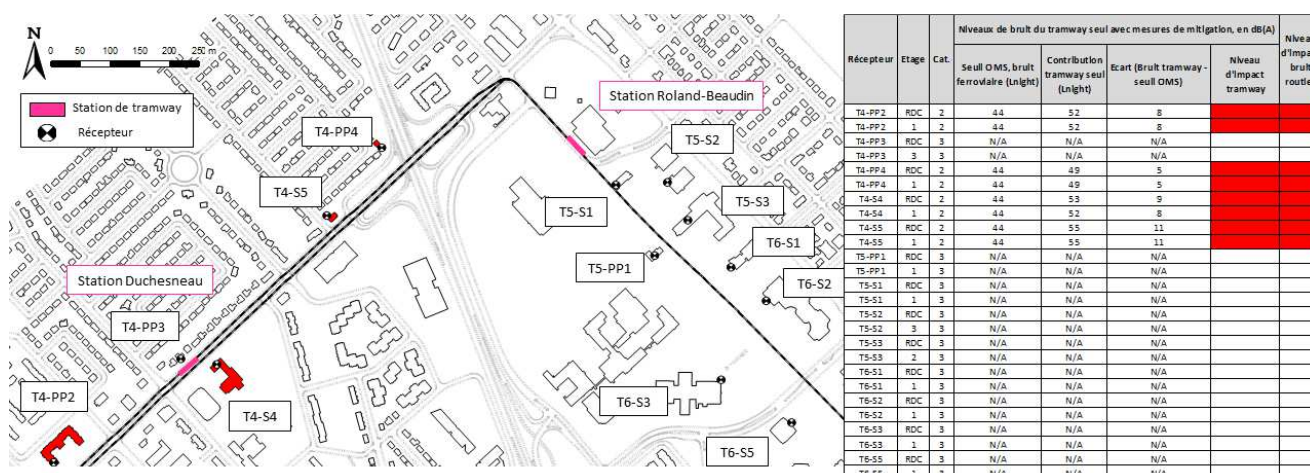 N
0 50 100 150 200 250 m
Station de tramway
Récepteur
Station Roland-Beaudin
T4-PP4
T5-S2
T4-S5
T5-S1
T5-S3
T6-S1
T5-PP1
T6-S2
Station Duchesneau
T4-PP3
T4-PP2
T4-S4
T6-S3
T6-S5
Niveaux de bruit du tramway seul avec mesures de mitigation, en dB(A)
Récepteur Etage Cat. Seuil OMS, bruit ferroviaire (Lnight) Contribution tramway seul (Lnight) Ecart (Bruit tramway - seuil OMS) Niveau d'impact tramway
T4-PP2 RDC 2 44 52 8
T4-PP2 1 2 44 52 8
T4-PP3 RDC 3 N/A N/A N/A
T4-PP3 3 3 N/A N/A N/A
T4-PP4 RDC 2 44 49 5
T4-PP4 1 2 44 49 5
T4-S4 RDC 2 44 53 9
T4-S4 1 2 44 52 8
T4-S5 RDC 2 44 55 11
T4-S5 1 2 44 55 11
T5-PP1 RDC 3 N/A N/A N/A
T5-PP1 1 3 N/A N/A N/A
T5-S1 RDC 3 N/A N/A N/A
T5-S1 1 3 N/A N/A N/A
T5-S2 RDC 3 N/A N/A N/A
T5-S2 3 3 N/A N/A N/A
T5-S3 RDC 3 N/A N/A N/A
T5-S3 2 3 N/A N/A N/A
T6-S1 RDC 3 N/A N/A N/A
T6-S1 1 3 N/A N/A N/A
T6-S2 RDC 3 N/A N/A N/A
T6-S2 1 3 N/A N/A N/A
T6-S3 RDC 3 N/A N/A N/A
T6-S3 1 3 N/A N/A N/A
T6-S5 RDC 3 N/A N/A N/A
T6-S5 1 3 N/A N/A N/A